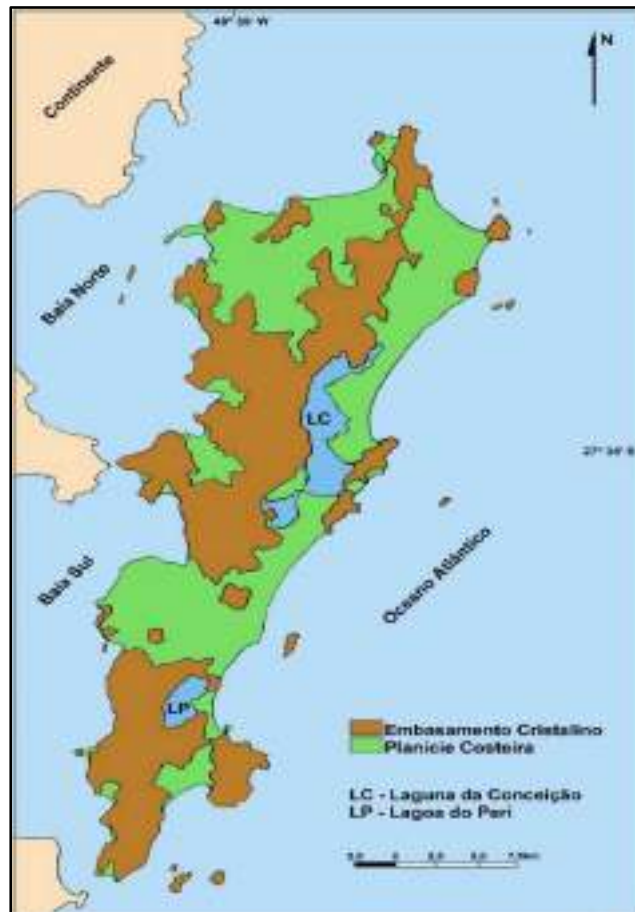 Continente
N
Baía Norte
LC
Baía Sul
Oceano Atlântico
LP
Embasamento Cristalino
Planície Costeira
LC - Laguna da Conceição
LP - Lagoa do Peri